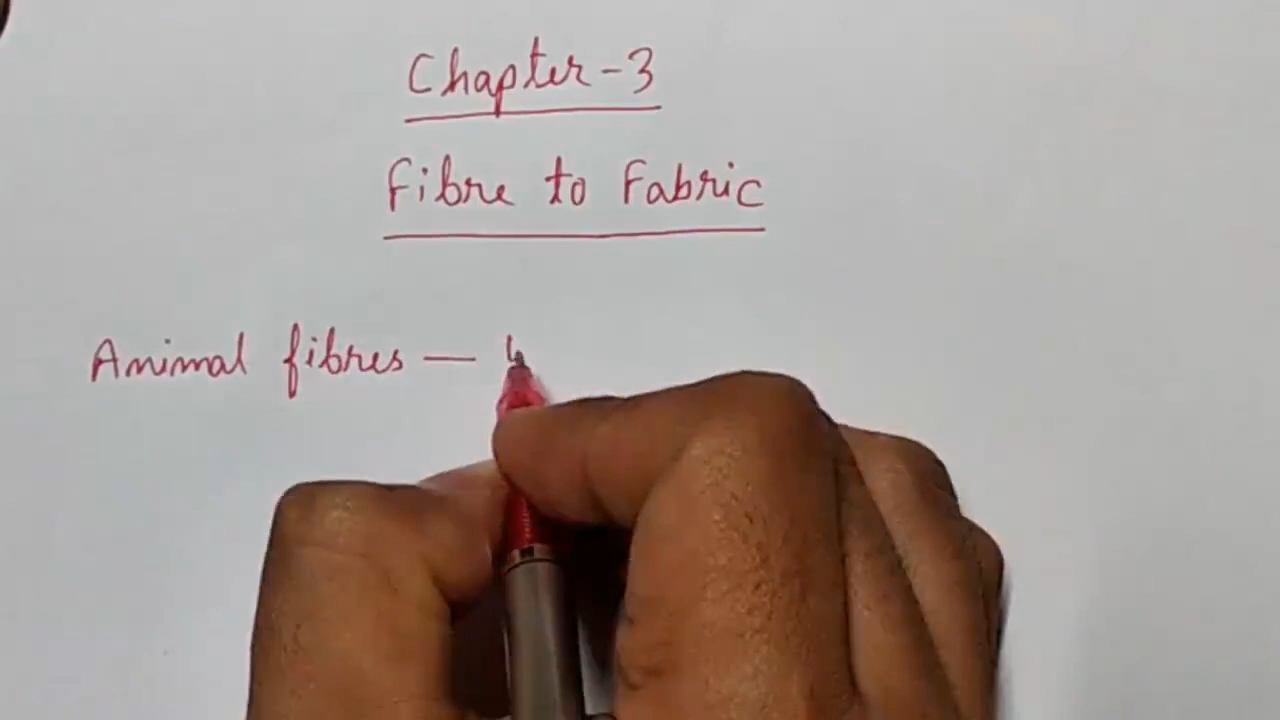 Chapter-3
Fibre to Fabric
Animal fibres —